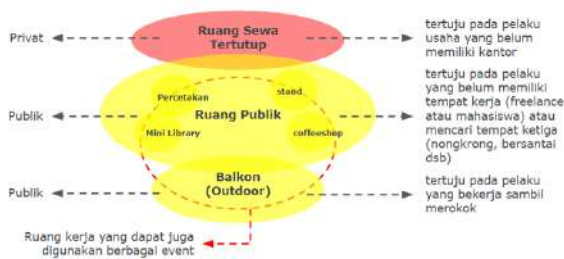 Privat
Ruang Sewa
Tertutup
tertuju pada pelaku
usaha yang belum
memiliki kantor
Publik
Percetakan
stand
Ruang Publik
Mini Library
coffeeshop
tertuju pada pelaku
yang belum memiliki
tempat kerja (freelance
atau mahasiswa) atau
mencari tempat ketiga
(nongkrong, bersantai
dsb)
Publik
Balkon
(Outdoor)
tertuju pada pelaku
yang bekerja sambil
merokok
Ruang kerja yang dapat juga
digunakan berbagai event